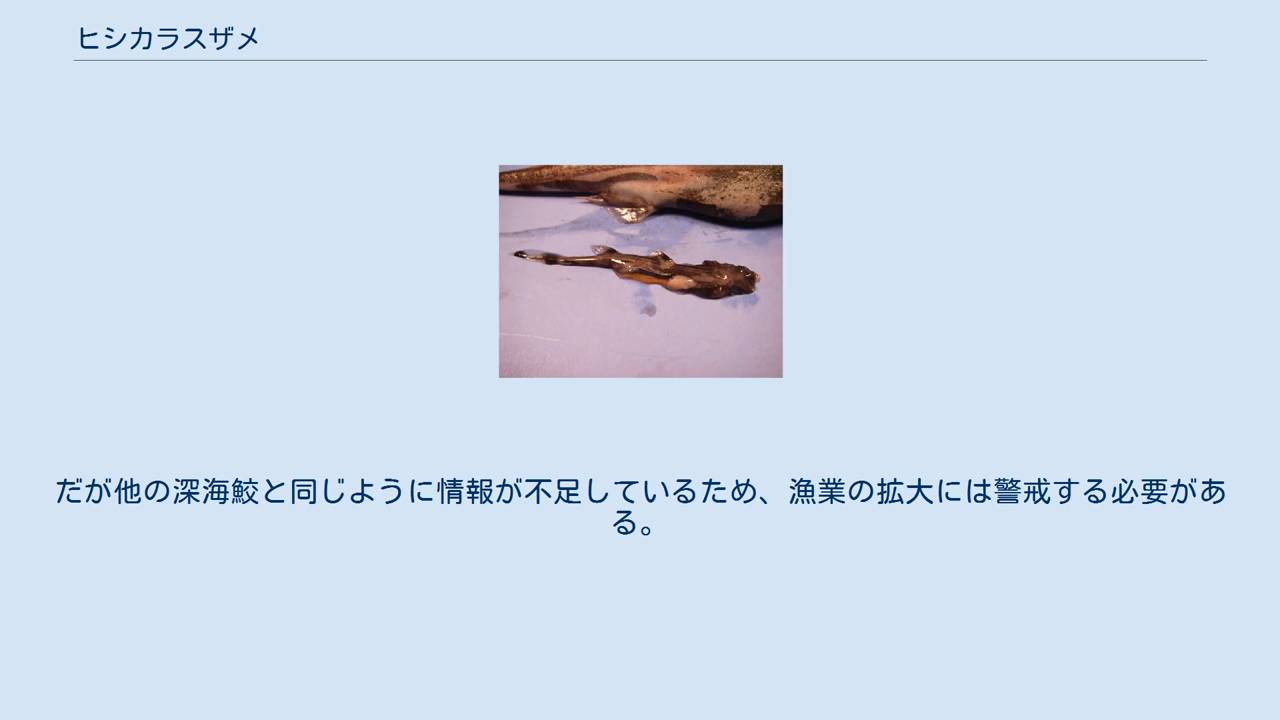 ヒシカラスザメ
だが他の深海鮫と同じように情報が不足しているため、漁業の拡大には警戒する必要があ
る。